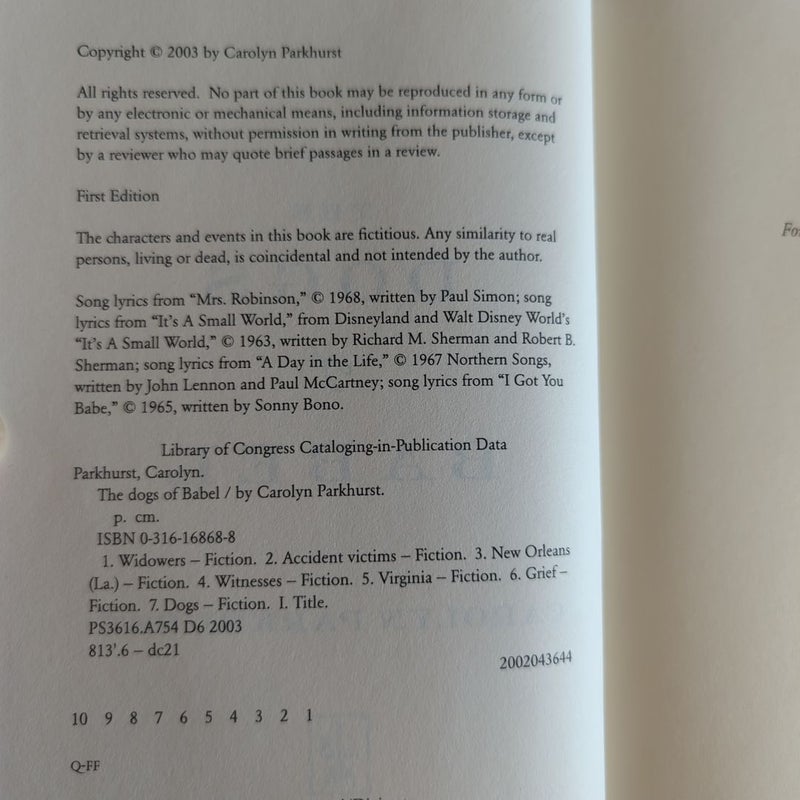 Copyright © 2003 by Carolyn Parkhurst
All rights reserved. No part of this book may be reproduced in any form or
by any electronic or mechanical means, including information storage and
retrieval systems, without permission in writing from the publisher, except
by a reviewer who may quote brief passages in a review.
First Edition
The characters and events in this book are fictitious. Any similarity to real
persons, living or dead, is coincidental and not intended by the author.
Song lyrics from “Mrs. Robinson,” © 1968, written by Paul Simon; song
lyrics from “It’s A Small World,” from Disneyland and Walt Disney World’s
“It’s A Small World,” © 1963, written by Richard M. Sherman and Robert B.
Sherman; song lyrics from “A Day in the Life,” © 1967 Northern Songs,
written by John Lennon and Paul McCartney; song lyrics from “I Got You
Babe,” © 1965, written by Sonny Bono.
Library of Congress Cataloging-in-Publication Data
Parkhurst, Carolyn.
The dogs of Babel / by Carolyn Parkhurst.
p. cm.
ISBN 0-316-16868-8
1. Widowers – Fiction. 2. Accident victims – Fiction. 3. New Orleans
(La.) – Fiction. 4. Witnesses – Fiction. 5. Virginia – Fiction. 6. Grief –
Fiction. 7. Dogs – Fiction. I. Title.
PS3616.A754 D6 2003
813'.6 – dc21
2002043644
10 9 8 7 6 5 4 3 2 1
Q-FF